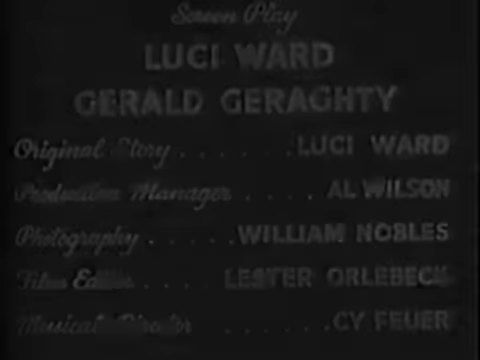 Screen Play
LUCI WARD
GERALD GERAGHTY
Original Story . . . . . . LUCI WARD
Production Manager . . . . AL WILSON
Photography . . . . . WILLIAM NOBLES
Film Editor . . . . LESTER ORLEBECK
Musical Director . . . . . . CY FEUER